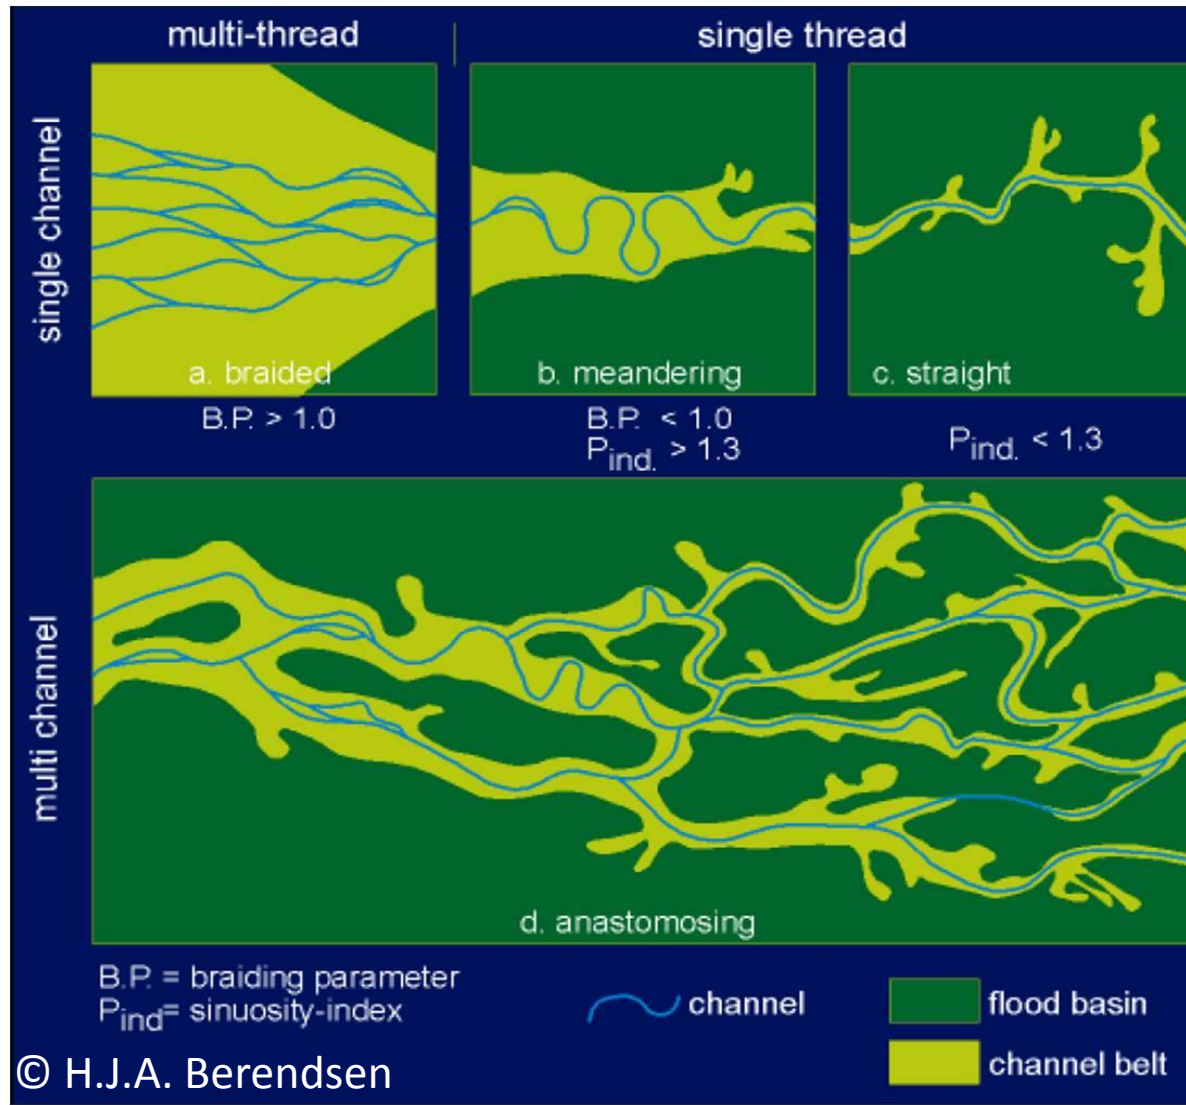 multi-thread
single thread
single channel
a. braided
b. meandering
c. straight
B.P. > 1.0
B.P. < 1.0
Pind. > 1.3
Pind. < 1.3
multi channel
d. anastomosing
B.P. = braiding parameter
Pind= sinuosity-index
channel
flood basin
channel belt
© H.J.A. Berendsen